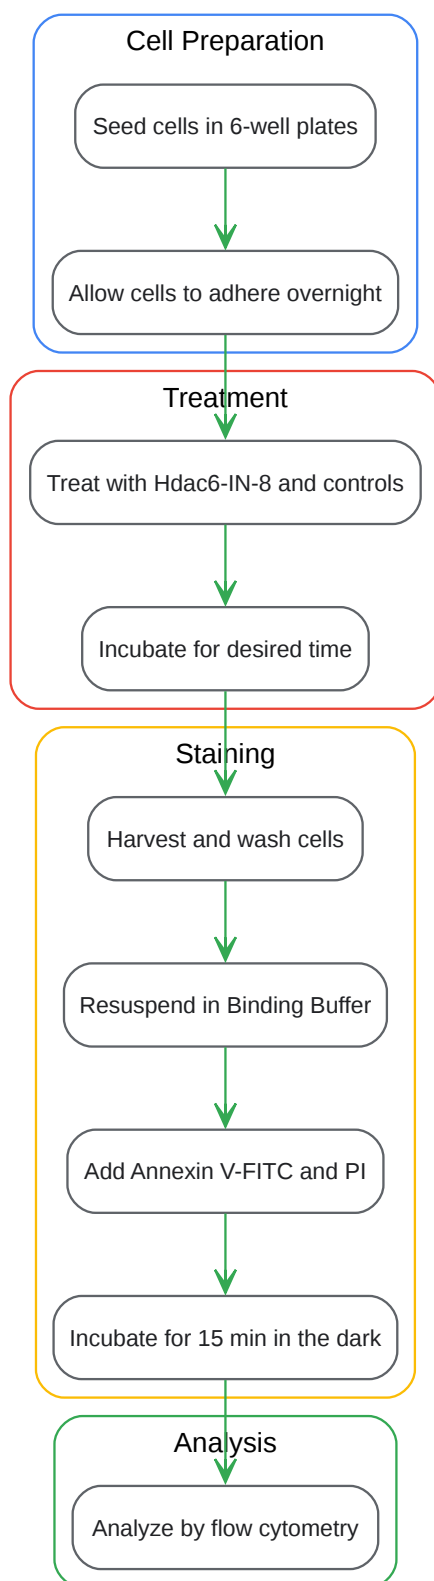 Cell Preparation
Seed cells in 6-well plates
Allow cells to adhere overnight
Treatment
Treat with Hdac6-IN-8 and controls
Incubate for desired time
Staining
Harvest and wash cells
Resuspend in Binding Buffer
Add Annexin V-FITC and PI
Incubate for 15 min in the dark
Analysis
Analyze by flow cytometry